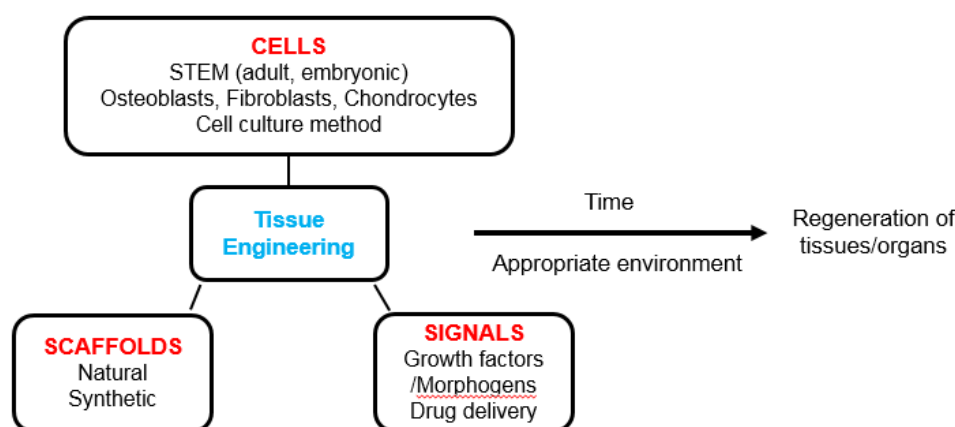 CELLS
STEM (adult, embryonic)
Osteoblasts, Fibroblasts, Chondrocytes
Cell culture method
Tissue
Engineering
Time
Appropriate environment
Regeneration of
tissues/organs
SCAFFOLDS
Natural
Synthetic
SIGNALS
Growth factors
/Morphogens
Drug delivery